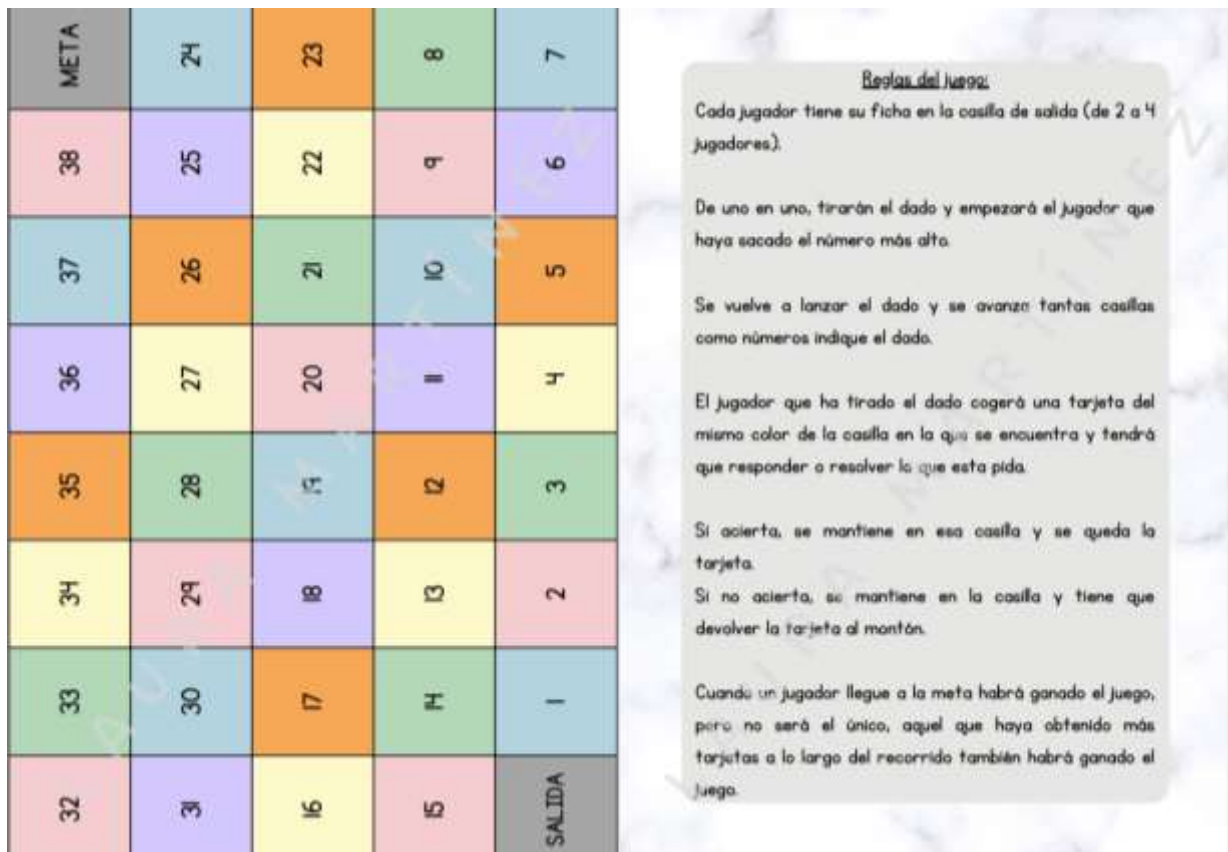 META 24 23 8 7
38 25 22 9 6
37 26 21 10 5
36 27 20 11 4
35 28 19 12 3
34 29 18 13 2
33 30 17 14 1
32 31 16 15 SALIDA
Reglas del juego:
Cada jugador tiene su ficha en la casilla de salida (de 2 a 4
jugadores).
De uno en uno, tirarán el dado y empezará el jugador que
haya sacado el número más alto.
Se vuelve a lanzar el dado y se avanza tantas casillas
como números indique el dado.
El jugador que ha tirado el dado cogerá una tarjeta del
mismo color de la casilla en la que se encuentra y tendrá
que responder o resolver lo que esta pida.
Si acierta, se mantiene en esa casilla y se queda la
tarjeta.
Si no acierta, se mantiene en la casilla y tiene que
devolver la tarjeta al montón.
Cuando un jugador llegue a la meta habrá ganado el juego,
pero no será el único, aquel que haya obtenido más
tarjetas a lo largo del recorrido también habrá ganado el
juego.